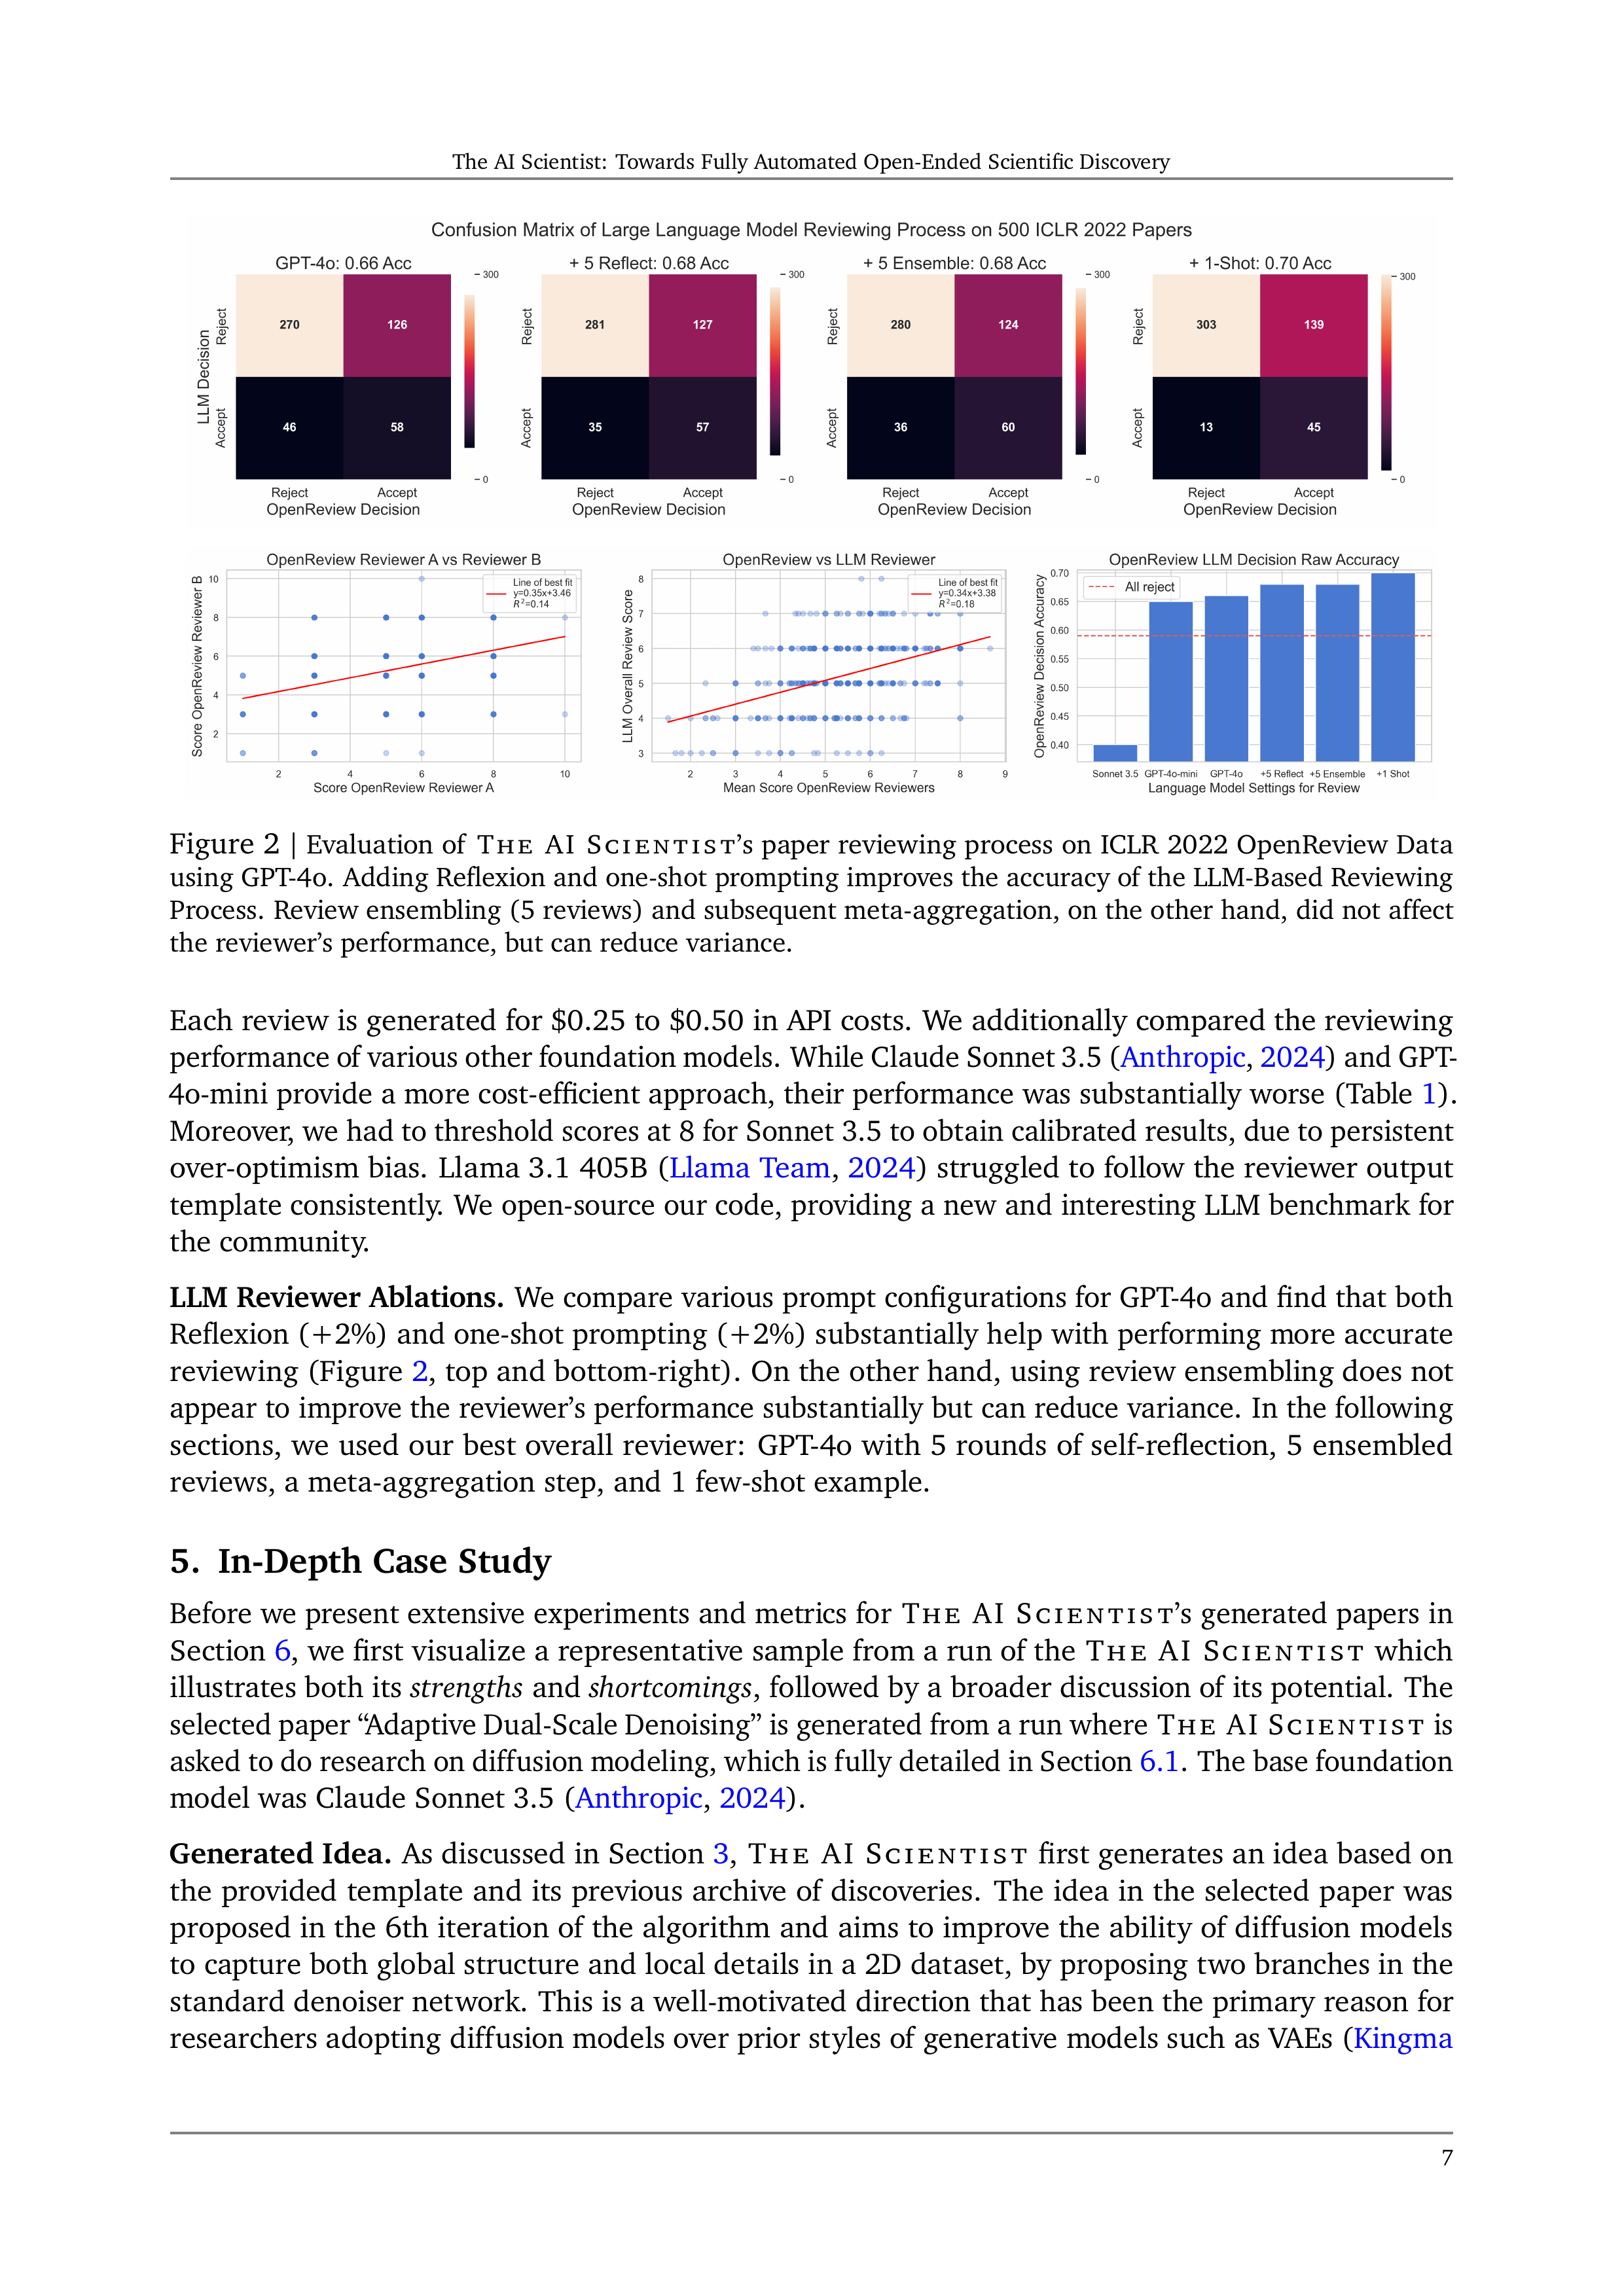 The AI Scientist: Towards Fully Automated Open-Ended Scientific Discovery
Confusion Matrix of Large Language Model Reviewing Process on 500 ICLR 2022 Papers
GPT-4o: 0.66 Acc
LLM Decision
Reject
Accept
270
126
46
58
300
0
Reject
Accept
OpenReview Decision
+ 5 Reflect: 0.68 Acc
Reject
Accept
281
127
35
57
300
0
Reject
Accept
OpenReview Decision
+ 5 Ensemble: 0.68 Acc
Reject
Accept
280
124
36
60
300
0
Reject
Accept
OpenReview Decision
+ 1-Shot: 0.70 Acc
Reject
Accept
303
139
13
45
300
0
Reject
Accept
OpenReview Decision
OpenReview Reviewer A vs Reviewer B
Score OpenReview Reviewer B
10
8
6
4
2
Line of best fit
y=0.35x+3.46
R²=0.14
2
4
6
8
10
Score OpenReview Reviewer A
OpenReview vs LLM Reviewer
LLM Overall Review Score
8
7
6
5
4
3
Line of best fit
y=0.34x+3.38
R²=0.18
2
3
4
5
6
7
8
9
Mean Score OpenReview Reviewers
OpenReview LLM Decision Raw Accuracy
OpenReview Decision Accuracy
0.70
0.65
0.60
0.55
0.50
0.45
0.40
All reject
Sonnet 3.5
GPT-4o-mini
GPT-4o
+5 Reflect
+5 Ensemble
+1 Shot
Language Model Settings for Review
Figure 2 | Evaluation of THE AI SCIENTIST's paper reviewing process on ICLR 2022 OpenReview Data
using GPT-4o. Adding Reflexion and one-shot prompting improves the accuracy of the LLM-Based Reviewing
Process. Review ensembling (5 reviews) and subsequent meta-aggregation, on the other hand, did not affect
the reviewer's performance, but can reduce variance.
Each review is generated for $0.25 to $0.50 in API costs. We additionally compared the reviewing
performance of various other foundation models. While Claude Sonnet 3.5 (Anthropic, 2024) and GPT-
4o-mini provide a more cost-efficient approach, their performance was substantially worse (Table 1).
Moreover, we had to threshold scores at 8 for Sonnet 3.5 to obtain calibrated results, due to persistent
over-optimism bias. Llama 3.1 405B (Llama Team, 2024) struggled to follow the reviewer output
template consistently. We open-source our code, providing a new and interesting LLM benchmark for
the community.
LLM Reviewer Ablations. We compare various prompt configurations for GPT-4o and find that both
Reflexion (+2%) and one-shot prompting (+2%) substantially help with performing more accurate
reviewing (Figure 2, top and bottom-right). On the other hand, using review ensembling does not
appear to improve the reviewer's performance substantially but can reduce variance. In the following
sections, we used our best overall reviewer: GPT-4o with 5 rounds of self-reflection, 5 ensembled
reviews, a meta-aggregation step, and 1 few-shot example.
5. In-Depth Case Study
Before we present extensive experiments and metrics for THE AI SCIENTIST's generated papers in
Section 6, we first visualize a representative sample from a run of the THE AI SCIENTIST which
illustrates both its strengths and shortcomings, followed by a broader discussion of its potential. The
selected paper “Adaptive Dual-Scale Denoising” is generated from a run where THE AI SCIENTIST is
asked to do research on diffusion modeling, which is fully detailed in Section 6.1. The base foundation
model was Claude Sonnet 3.5 (Anthropic, 2024).
Generated Idea. As discussed in Section 3, THE AI SCIENTIST first generates an idea based on
the provided template and its previous archive of discoveries. The idea in the selected paper was
proposed in the 6th iteration of the algorithm and aims to improve the ability of diffusion models
to capture both global structure and local details in a 2D dataset, by proposing two branches in the
standard denoiser network. This is a well-motivated direction that has been the primary reason for
researchers adopting diffusion models over prior styles of generative models such as VAEs (Kingma
7